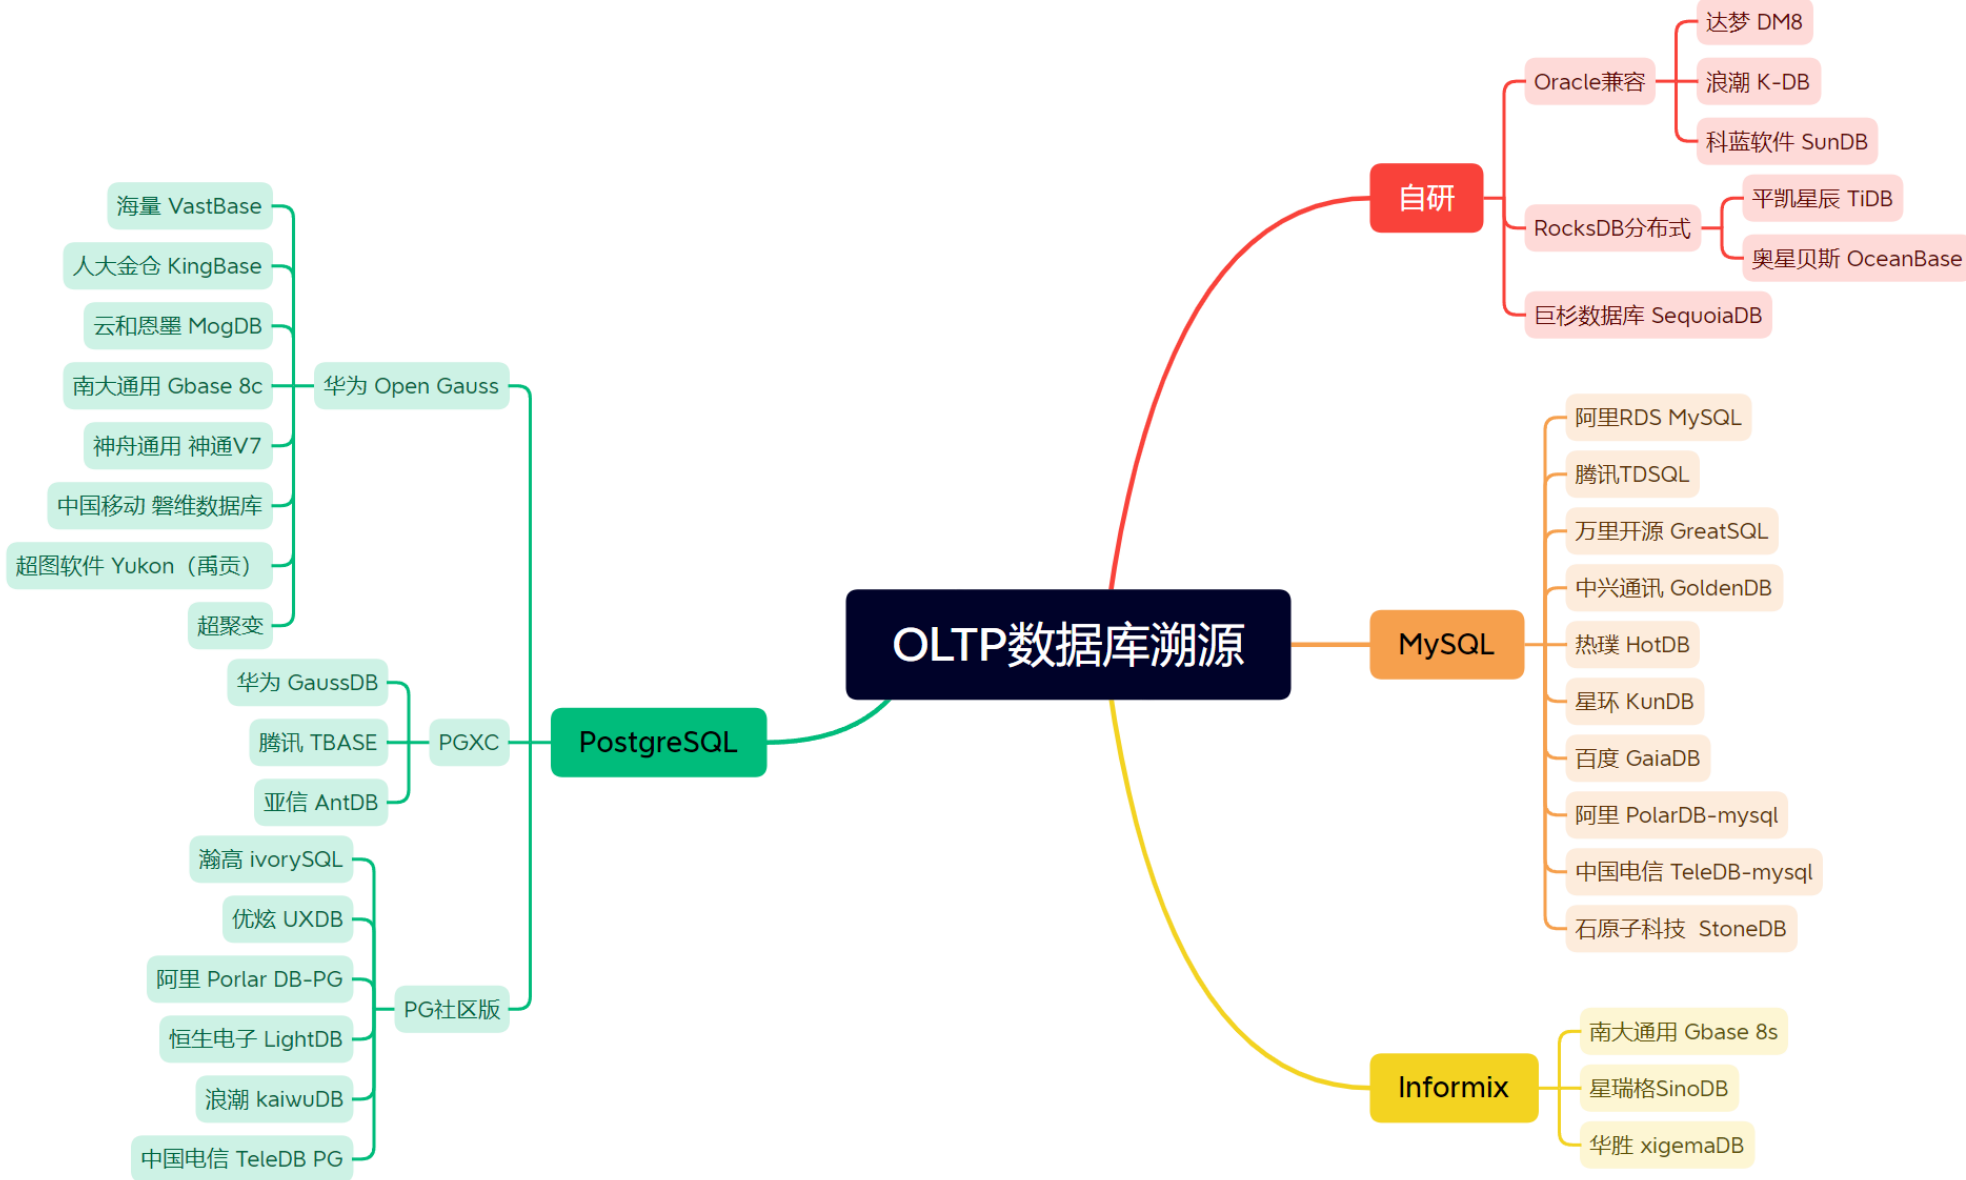 OLTP数据库溯源
自研
Oracle兼容
达梦 DM8
浪潮 K-DB
科蓝软件 SunDB
RocksDB分布式
平凯星辰 TiDB
奥星贝斯 OceanBase
巨杉数据库 SequoiaDB
MySQL
阿里RDS MySQL
腾讯TDSQL
万里开源 GreatSQL
中兴通讯 GoldenDB
热璞 HotDB
星环 KunDB
百度 GaiaDB
阿里 PolarDB-mysql
中国电信 TeleDB-mysql
石原子科技 StoneDB
Informix
南大通用 Gbase 8s
星瑞格SinoDB
华胜 xigemaDB
PostgreSQL
华为 Open Gauss
海量 VastBase
人大金仓 KingBase
云和恩墨 MogDB
南大通用 Gbase 8c
神舟通用 神通V7
中国移动 磐维数据库
超图软件 Yukon（禹贡）
超聚变
PGXC
华为 GaussDB
腾讯 TBASE
亚信 AntDB
PG社区版
瀚高 ivorySQL
优炫 UXDB
阿里 Porlar DB-PG
恒生电子 LightDB
浪潮 kaiwuDB
中国电信 TeleDB PG